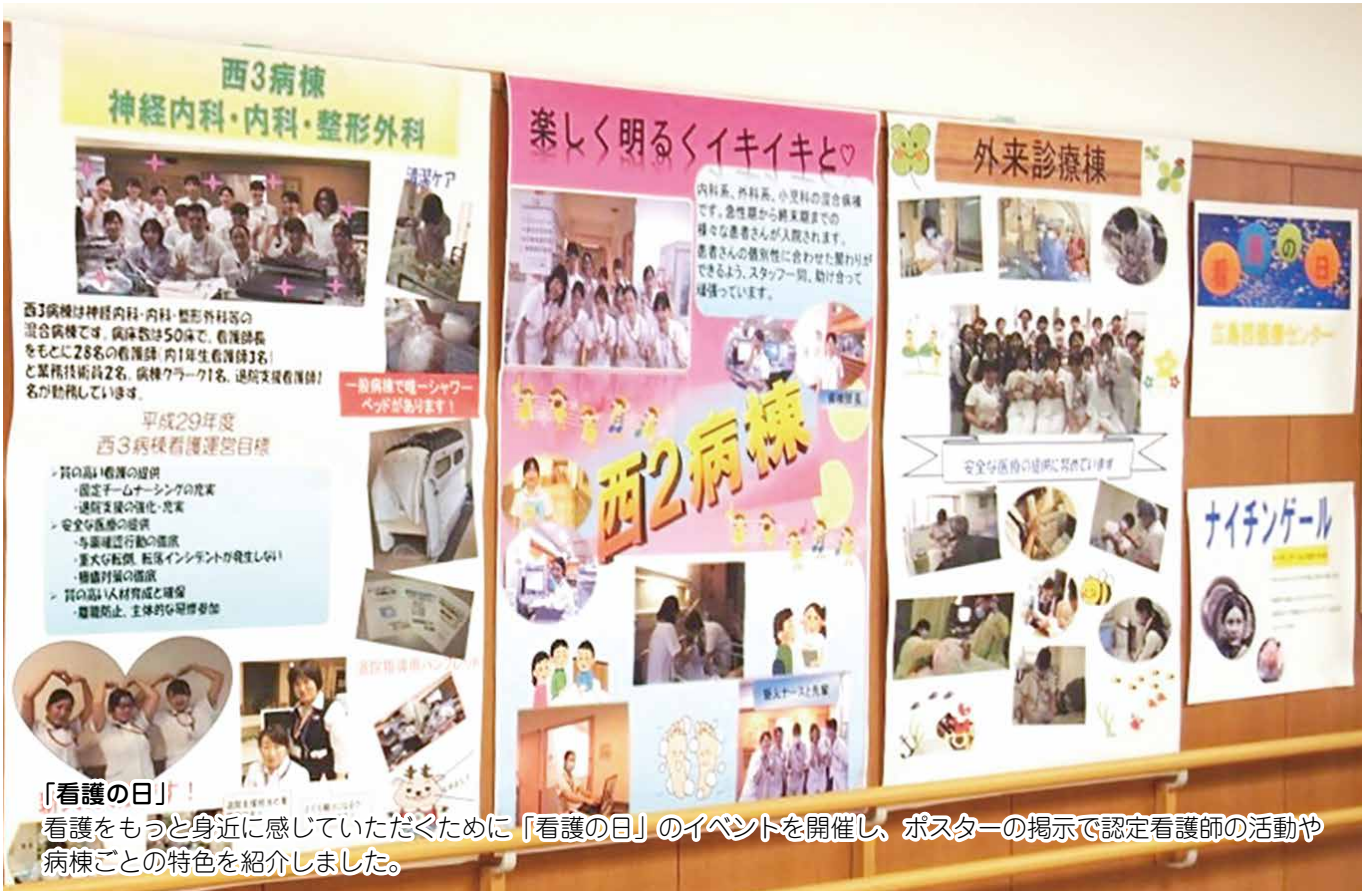 西3病棟
神経内科・内科・整形外科
清潔ケア
西3病棟は神経内科・内科・整形外科等の
混合病棟です。病床数は50床で、看護師長
をもとに28名の看護師(内1年生看護師3名)
と業務技術員2名、病棟クラーク1名、退院支援看護師1
名が勤務しています。
一般病棟で唯一シャワー
ベッドがあります!
平成29年度
西3病棟看護運営目標
➢質の高い看護の提供
・固定チームナーシングの充実
・退院支援の強化・充実
➢安全な医療の提供
・与薬確認行動の徹底
・重大な転倒、転落インシデントが発生しない
・褥瘡対策の徹底
➢質の高い人材育成と確保
・離職防止、主体的な研修参加
退院指導用パンフレット
楽しく明るくイキイキと♡
内科系、外科系、小児科の混合病棟
です。急性期から終末期までの
様々な患者さんが入院されます。
患者さんの個別性に合わせた関わりが
できるよう、スタッフ一同、助け合って
頑張っています。
西2病棟
新人ナースと先輩
外来診療棟
安全な医療の提供に努めています
看護の日
広島西医療センター
ナイチンゲール
「看護の日」
看護をもっと身近に感じていただくために「看護の日」のイベントを開催し、ポスターの掲示で認定看護師の活動や
病棟ごとの特色を紹介しました。